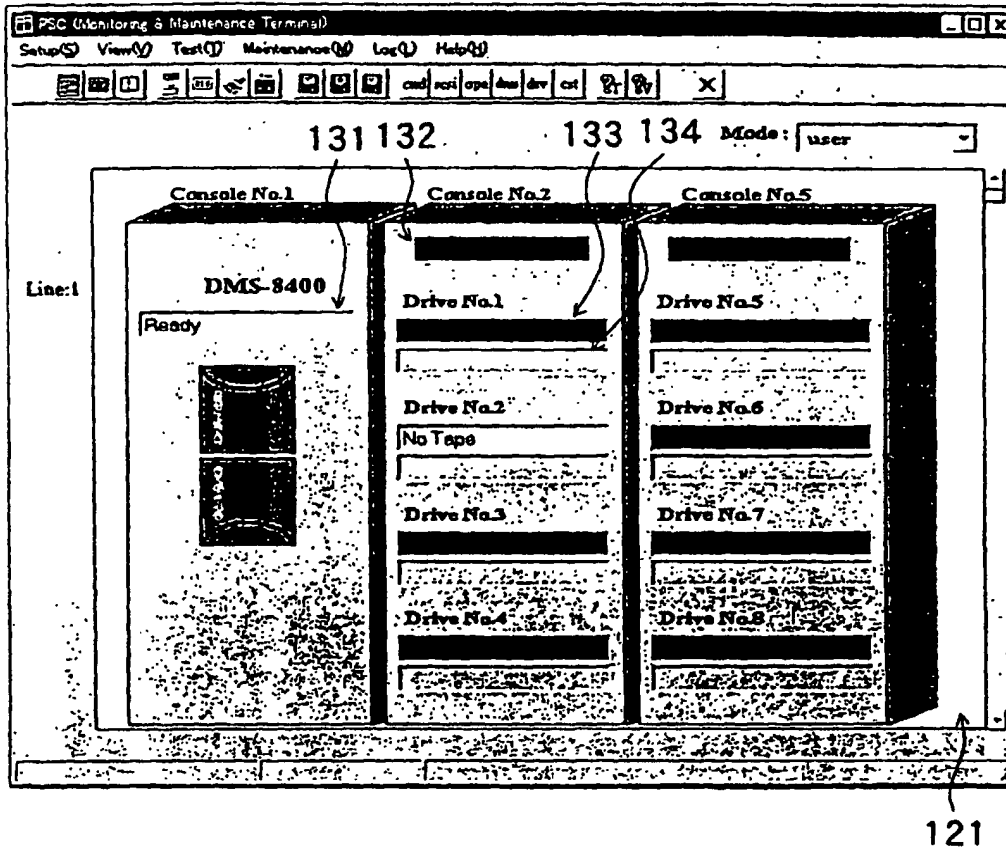 PSC (Monitoring & Maintenance Terminal)
Setup(S) View(V) Test(T) Maintenance(M) Log(L) Help(H)
cmd scsi ope dms drv cst
131 132 133 134 Mode: user
Console No.1 Console No.2 Console No.5
Line:1
DMS-8400
Ready
Drive No.1 Drive No.5
Drive No.2 Drive No.6
No Tape
Drive No.3 Drive No.7
Drive No.4 Drive No.8
121